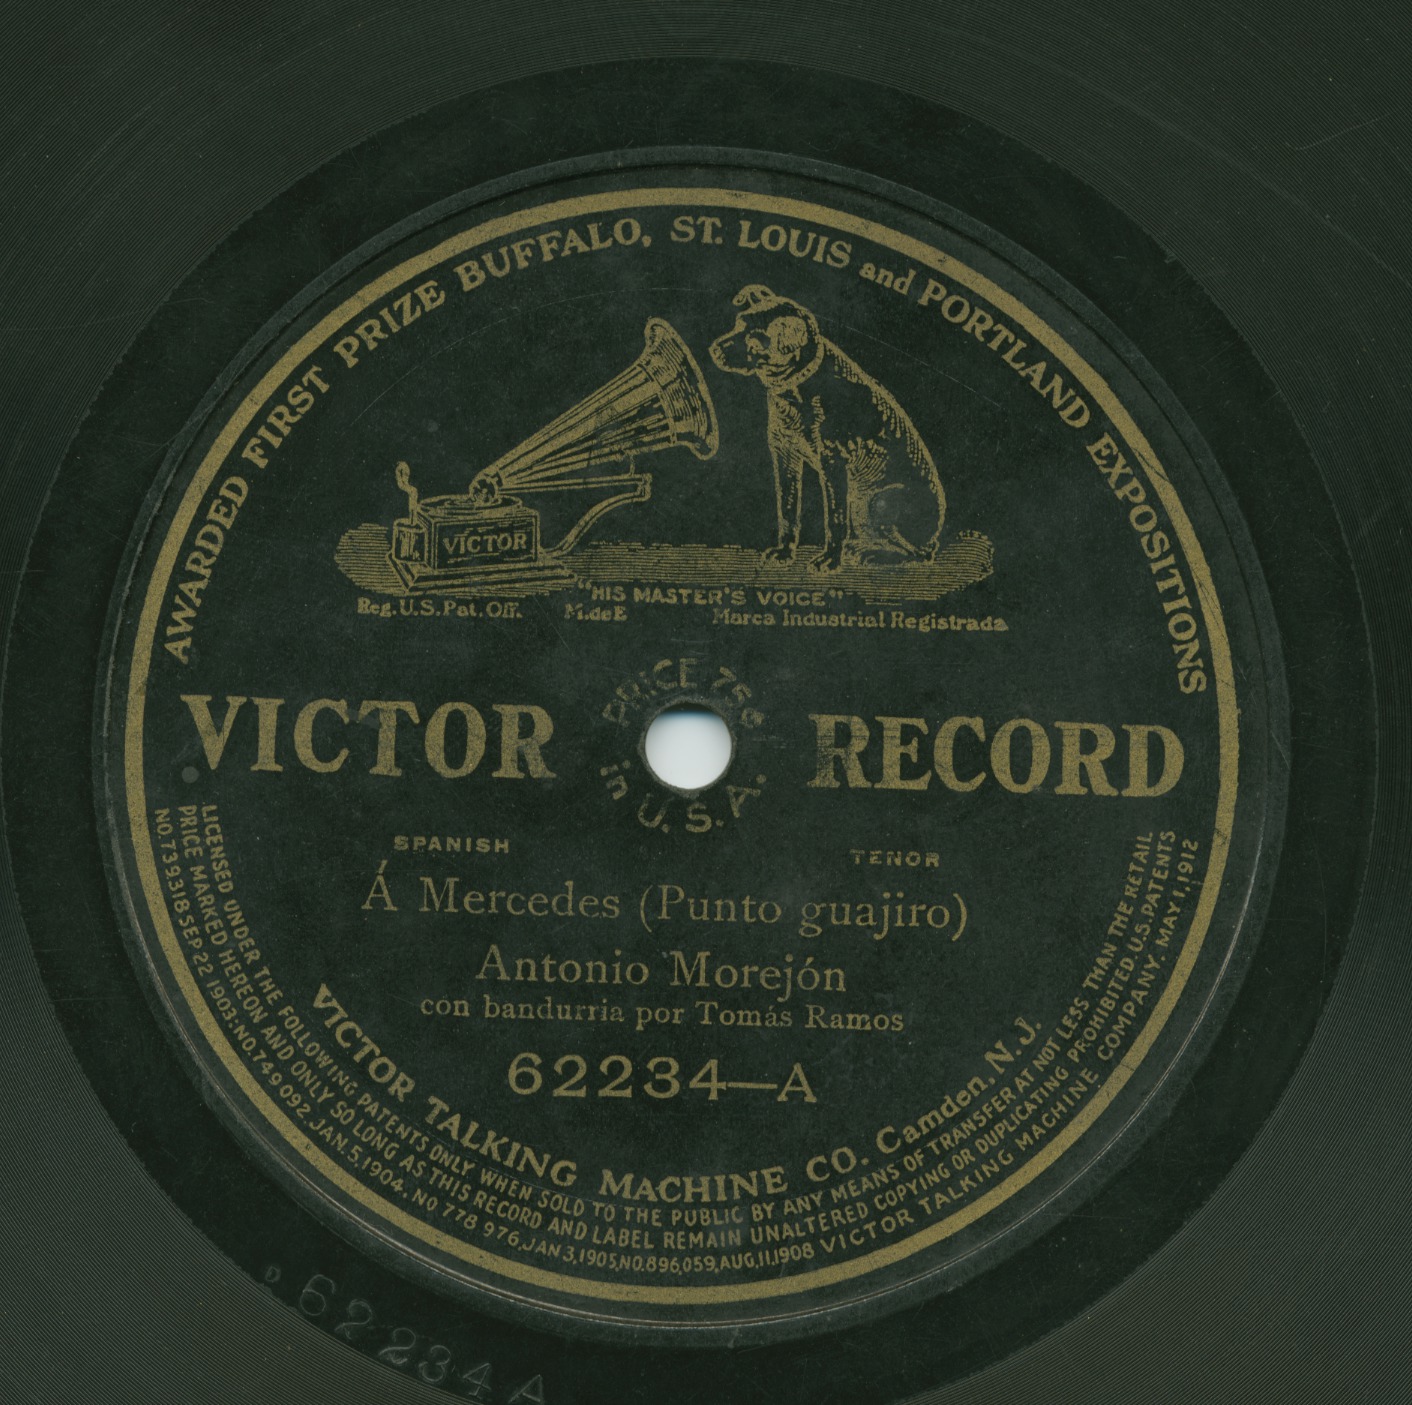 AWARDED FIRST PRIZE BUFFALO, ST. LOUIS and PORTLAND EXPOSITIONS
VICTOR
"HIS MASTER'S VOICE"
Reg. U.S. Pat. Off. M.deE Marca Industrial Registrada
PRICE 75¢
VICTOR RECORD
in U.S.A.
SPANISH TENOR
Á Mercedes (Punto guajiro)
Antonio Morejón
con bandurria por Tomás Ramos
62234—A
VICTOR TALKING MACHINE CO. Camden, N.J.
LICENSED UNDER THE FOLLOWING PATENTS ONLY WHEN SOLD TO THE PUBLIC BY ANY MEANS OF TRANSFER AT NOT LESS THAN THE RETAIL
PRICE MARKED HEREON AND ONLY SO LONG AS THIS RECORD AND LABEL REMAIN UNALTERED COPYING OR DUPLICATING PROHIBITED. U.S. PATENTS
NO. 739,318. SEP. 22 1903: NO. 749,092. JAN. 5, 1904. NO 778 976, JAN 3, 1905, NO. 896,059, AUG, 11, 1908 VICTOR TALKING MACHINE COMPANY. MAY 1, 1912
D 62234 A